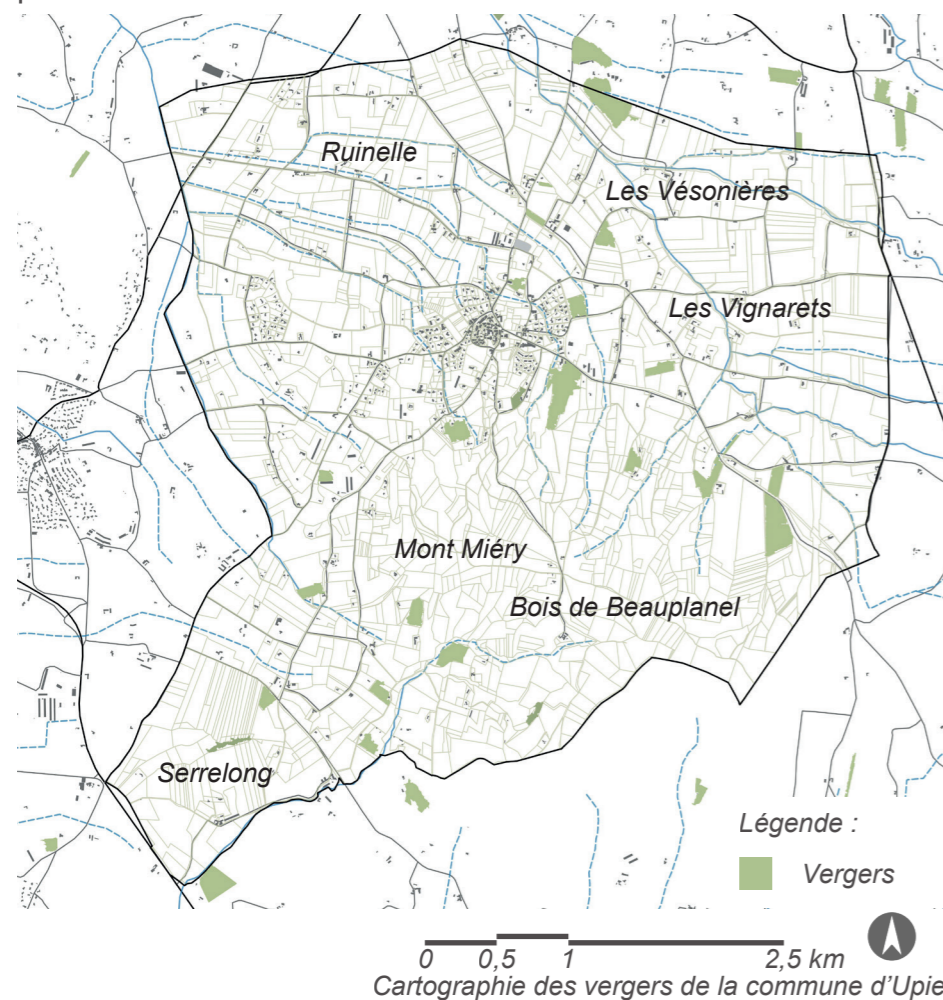 Ruinelle
Les Vésonières
Les Vignarets
Mont Miéry
Bois de Beauplanel
Serrelong
Légende :
Vergers
0 0,5 1 2,5 km
Cartographie des vergers de la commune d'Upie